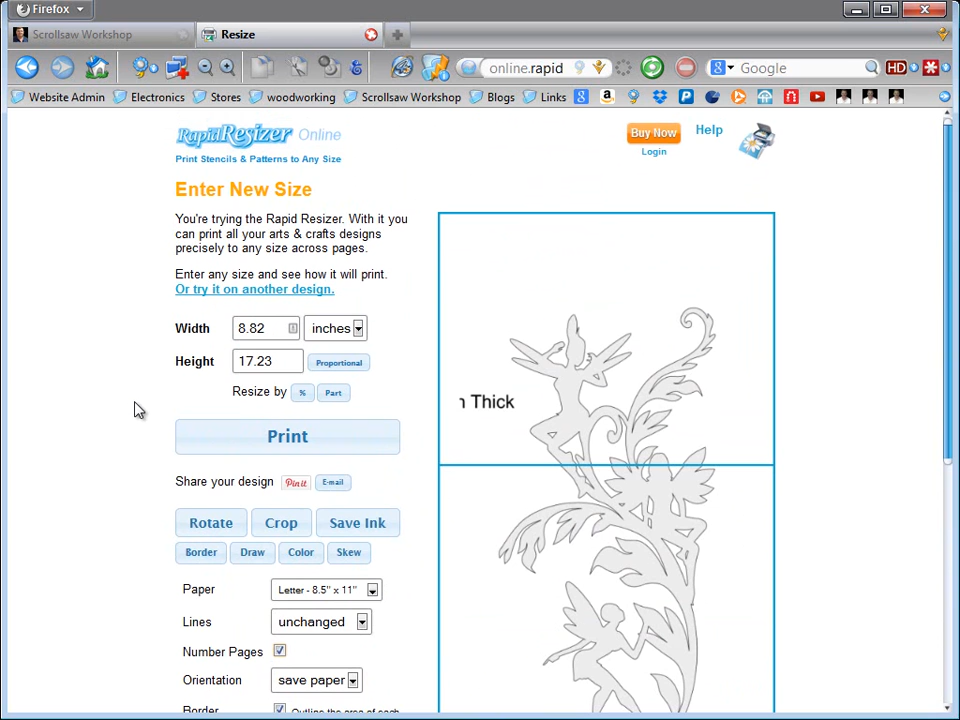 Firefox
Scrollsaw Workshop
Resize
online.rapid
Google
HD
Website Admin
Electronics
Stores
woodworking
Scrollsaw Workshop
Blogs
Links
RapidResizer Online
Print Stencils & Patterns to Any Size
Buy Now
Login
Help
Enter New Size
You're trying the Rapid Resizer. With it you
can print all your arts & crafts designs
precisely to any size across pages.
Enter any size and see how it will print.
Or try it on another design.
Width 8.82 inches
Height 17.23 Proportional
Resize by % Part
Print
Share your design Pin it E-mail
Rotate Crop Save Ink
Border Draw Color Skew
Paper Letter - 8.5" x 11"
Lines unchanged
Number Pages
Orientation save paper
Border Outline the area of each
Thick